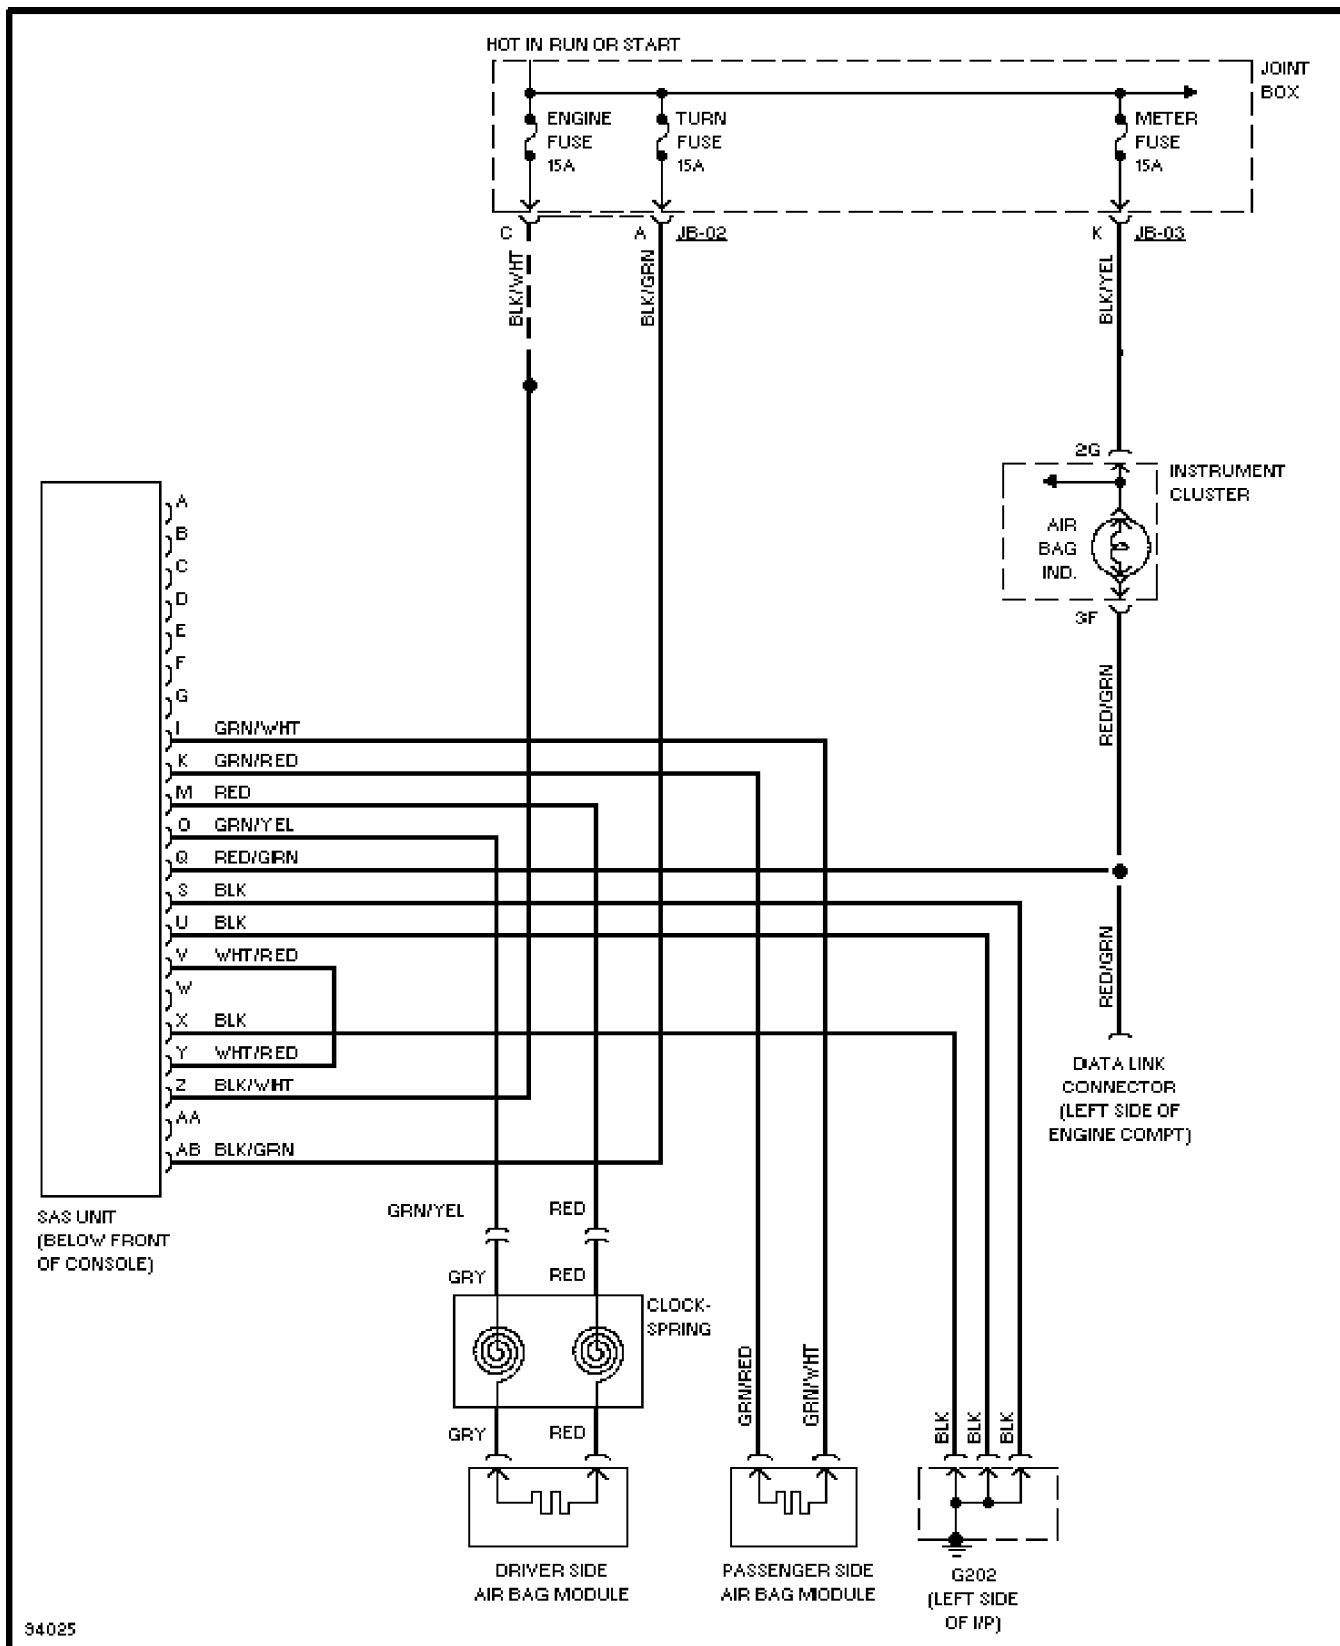 HOT IN RUN OR START
JOINT
BOX
ENGINE
FUSE
15A
TURN
FUSE
15A
METER
FUSE
15A
C
A
JB-02
K
JB-03
BLK/WHT
BLK/GRN
BLK/YEL
2G
INSTRUMENT
CLUSTER
AIR
BAG
IND.
3F
RED/GRN
A
B
C
D
E
F
G
I GRN/WHT
K GRN/RED
M RED
O GRN/YEL
Q RED/GRN
S BLK
U BLK
V WHT/RED
W
X BLK
Y WHT/RED
Z BLK/WHT
AA
AB BLK/GRN
RED/GRN
DATA LINK
CONNECTOR
(LEFT SIDE OF
ENGINE COMPT)
SAS UNIT
(BELOW FRONT
OF CONSOLE)
GRN/YEL
RED
GRY
RED
CLOCK-
SPRING
GRY
RED
GRN/RED
GRN/WHT
BLK
BLK
BLK
DRIVER SIDE
AIR BAG MODULE
PASSENGER SIDE
AIR BAG MODULE
G202
(LEFT SIDE
OF I/P)
94025